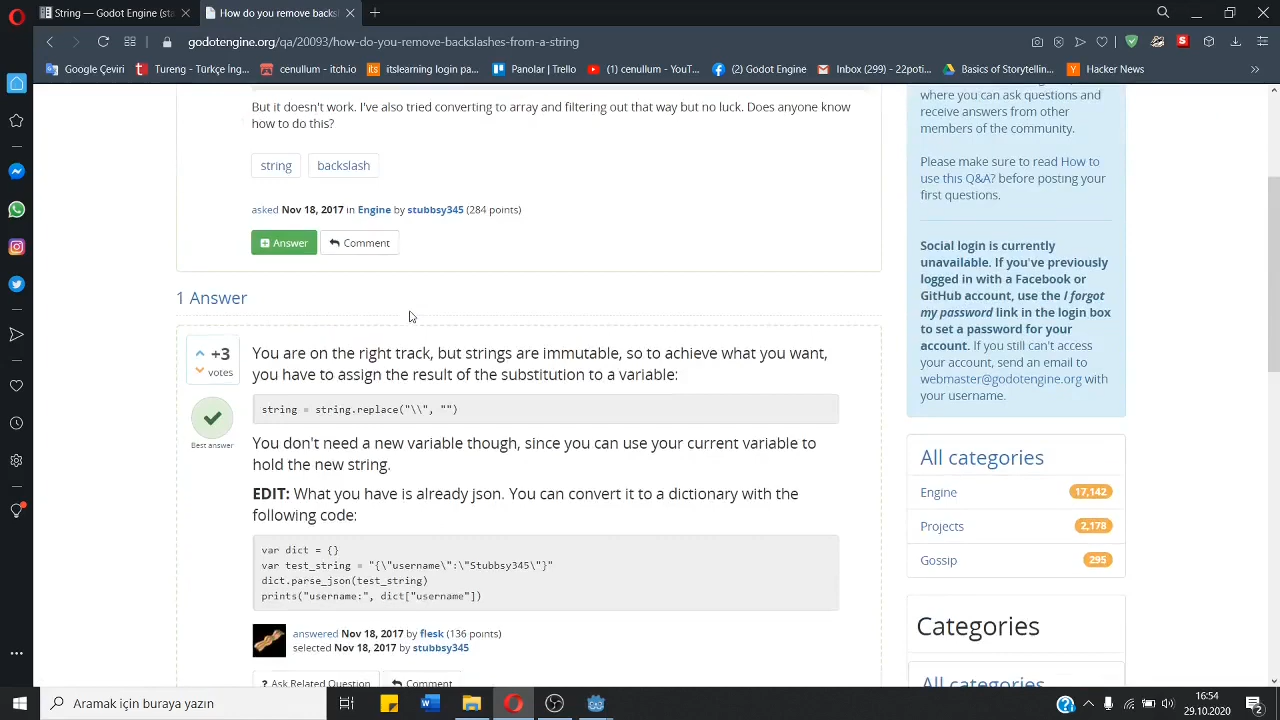 String — Godot Engine (sta
How do you remove backsl
godotengine.org/qa/20093/how-do-you-remove-backslashes-from-a-string
Google Çeviri
Tureng - Türkçe İng...
cenullum - itch.io
itslearning login pa...
Panolar | Trello
(1) cenullum - YouT...
(2) Godot Engine
Inbox (299) - 22poti...
Basics of Storytellin...
Hacker News
But it doesn't work. I've also tried converting to array and filtering out that way but no luck. Does anyone know
how to do this?
string
backslash
asked Nov 18, 2017 in Engine by stubbsy345 (284 points)
Answer
Comment
1 Answer
+3
votes
Best answer
You are on the right track, but strings are immutable, so to achieve what you want,
you have to assign the result of the substitution to a variable:
string = string.replace("\\", "")
You don't need a new variable though, since you can use your current variable to
hold the new string.
EDIT: What you have is already json. You can convert it to a dictionary with the
following code:
var dict = {}
var test_string = "{\"username\":\"Stubbsy345\"}"
dict.parse_json(test_string)
prints("username:", dict["username"])
answered Nov 18, 2017 by flesk (136 points)
selected Nov 18, 2017 by stubbsy345
? Ask Related Question
Comment
where you can ask questions and
receive answers from other
members of the community.
Please make sure to read How to
use this Q&A? before posting your
first questions.
Social login is currently
unavailable. If you've previously
logged in with a Facebook or
GitHub account, use the I forgot
my password link in the login box
to set a password for your
account. If you still can't access
your account, send an email to
webmaster@godotengine.org with
your username.
All categories
Engine
17,142
Projects
2,178
Gossip
295
Categories
All categories
Aramak için buraya yazın
16:54
29.10.2020
2